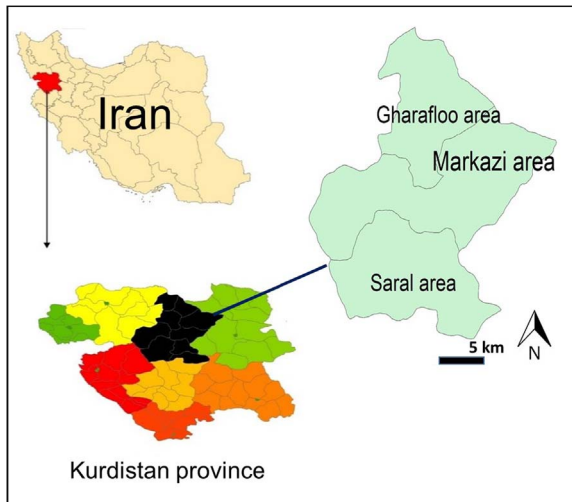 Iran
Gharafloo area
Markazi area
Saral area
5 km
N
Kurdistan province